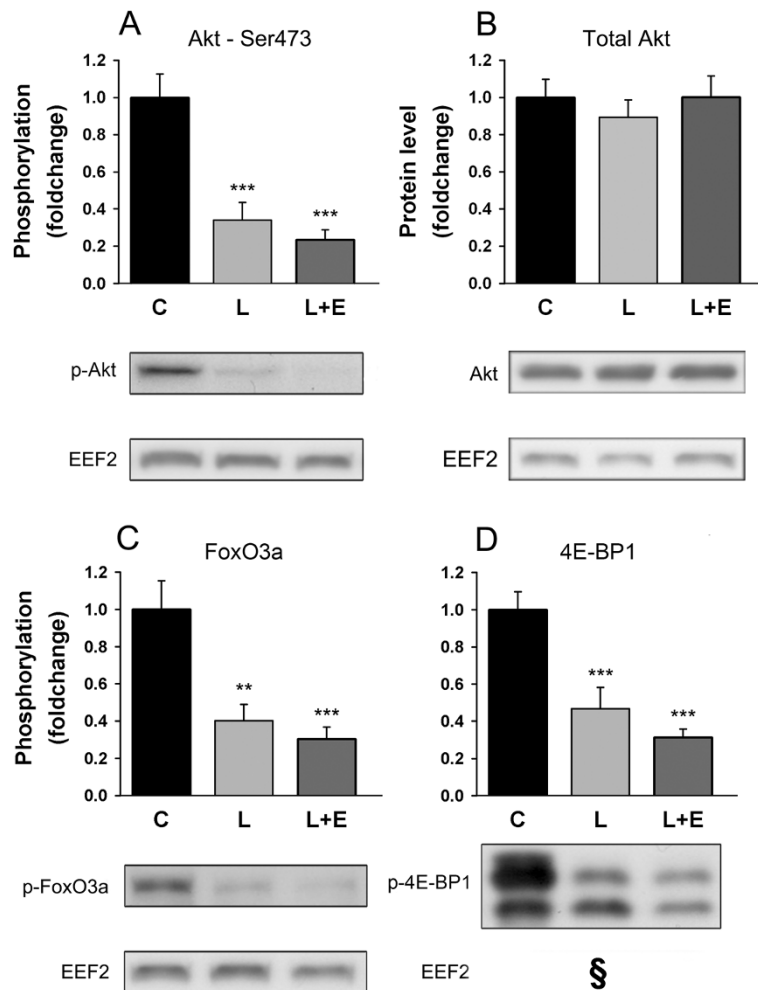 A
Akt - Ser473
Phosphorylation
(foldchange)
1.2
1.0
0.8
0.6
0.4
0.2
0.0
***
***
C L L+E
p-Akt
EEF2
B
Total Akt
Protein level
(foldchange)
1.2
1.0
0.8
0.6
0.4
0.2
0.0
C L L+E
Akt
EEF2
C
FoxO3a
Phosphorylation
(foldchange)
1.2
1.0
0.8
0.6
0.4
0.2
0.0
**
***
C L L+E
p-FoxO3a
EEF2
D
4E-BP1
1.2
1.0
0.8
0.6
0.4
0.2
0.0
***
***
C L L+E
p-4E-BP1
EEF2 §